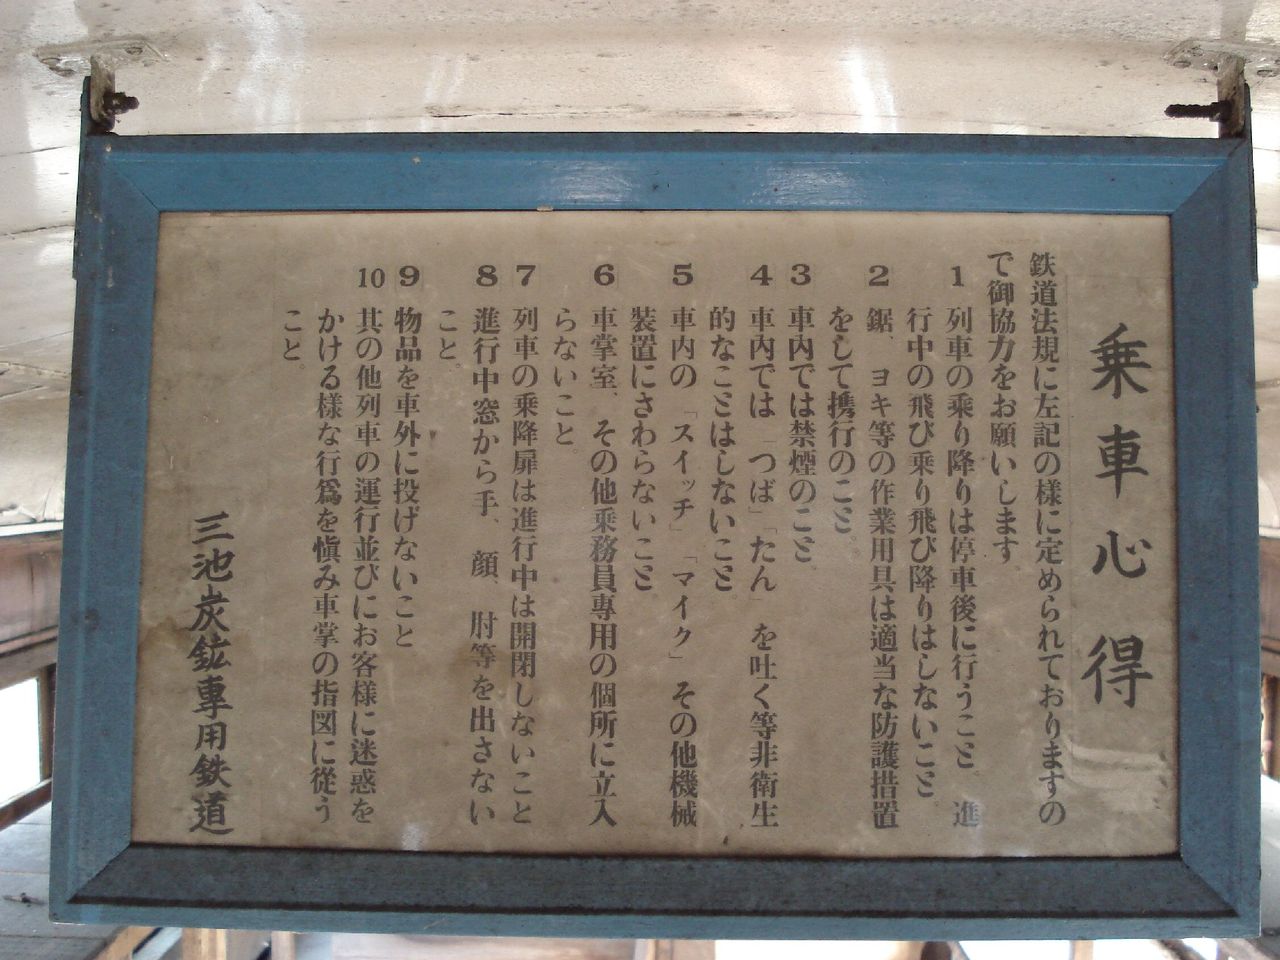 乗車心得
鉄道法規に左記の様に定められておりますの
で御協力をお願いします
1 列車の乗り降りは停車後に行うこと 進
行中の飛び乗り飛び降りはしないこと。
2 鋸、ヨキ等の作業用具は適当な防護措置
をして携行のこと。
3 車内では禁煙のこと
4 車内では「つば」「たん」を吐く等非衛生
的なことはしないこと
5 車内の「スイッチ」「マイク」その他機械
装置にさわらないこと
6 車掌室、その他乗務員専用の個所に立入
らないこと。
7 列車の乗降扉は進行中は開閉しないこと
8 進行中窓から手、顔、肘等を出さない
こと。
9 物品を車外に投げないこと
10 其の他列車の運行並びにお客様に迷惑を
かける様な行爲を愼み車掌の指図に從う
こと。
三池炭鉱専用鉄道